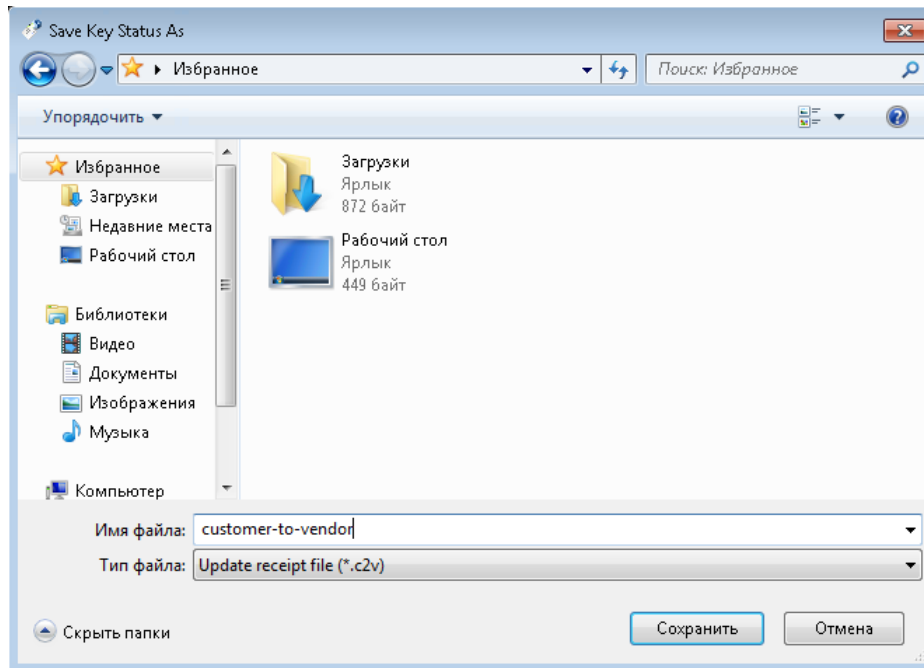 Save Key Status As
Избранное
Поиск: Избранное
Упорядочить
Избранное
Загрузки
Недавние места
Рабочий стол
Библиотеки
Видео
Документы
Изображения
Музыка
Компьютер
Загрузки
Ярлык
872 байт
Рабочий стол
Ярлык
449 байт
Имя файла: customer-to-vendor
Тип файла: Update receipt file (*.c2v)
Скрыть папки
Сохранить
Отмена